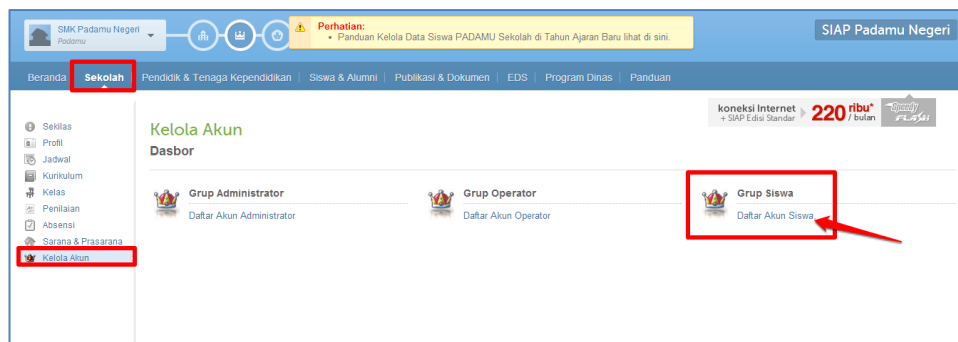 SMK Padamu Negeri
Padamu
Perhatian:
• Panduan Kelola Data Siswa PADAMU Sekolah di Tahun Ajaran Baru lihat di sini.
SIAP Padamu Negeri
Beranda Sekolah Pendidik & Tenaga Kependidikan | Siswa & Alumni | Publikasi & Dokumen | EDS | Program Dinas | Panduan
koneksi Internet
+ SIAP Edisi Standar
220 ribu*
/ bulan
Speedy
FLASH
Sekilas
Profil
Jadwal
Kurikulum
Kelas
Penilaian
Absensi
Sarana & Prasarana
Kelola Akun
Kelola Akun
Dasbor
Grup Administrator
Daftar Akun Administrator
Grup Operator
Daftar Akun Operator
Grup Siswa
Daftar Akun Siswa